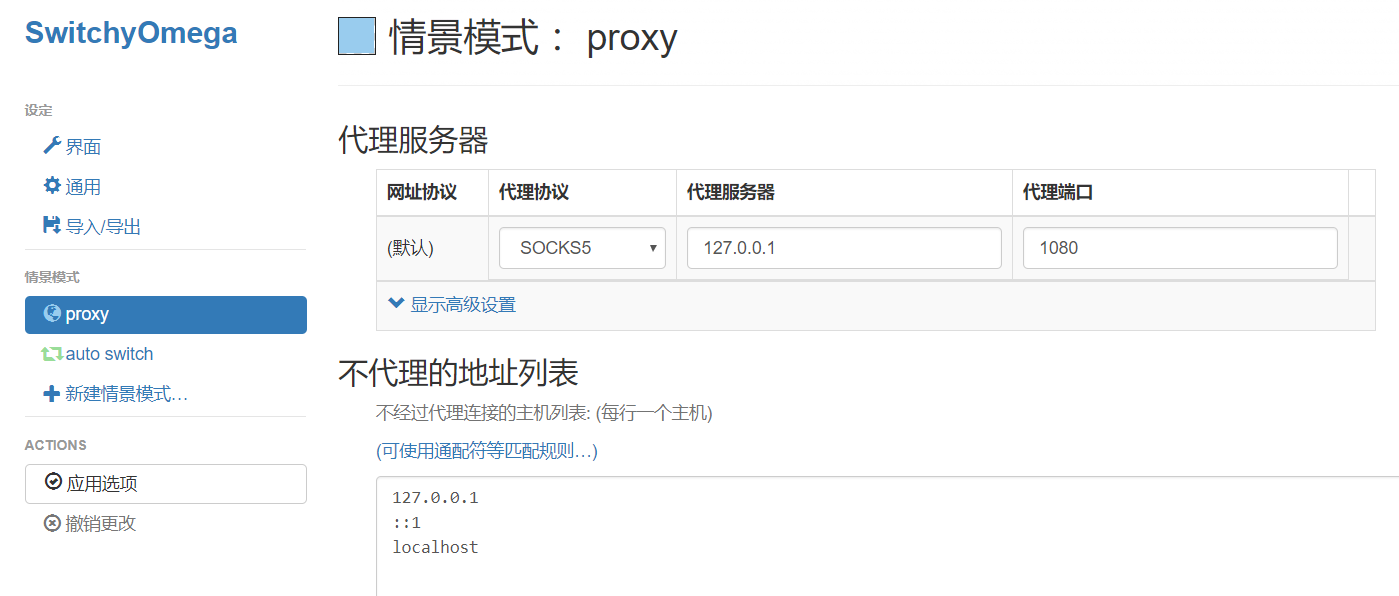 SwitchyOmega
设定
界面
通用
导入/导出
情景模式
proxy
auto switch
新建情景模式…
ACTIONS
应用选项
撤销更改
情景模式： proxy
代理服务器
网址协议 代理协议 代理服务器 代理端口
(默认) SOCKS5 127.0.0.1 1080
显示高级设置
不代理的地址列表
不经过代理连接的主机列表: (每行一个主机)
(可使用通配符等匹配规则…)
127.0.0.1
::1
localhost